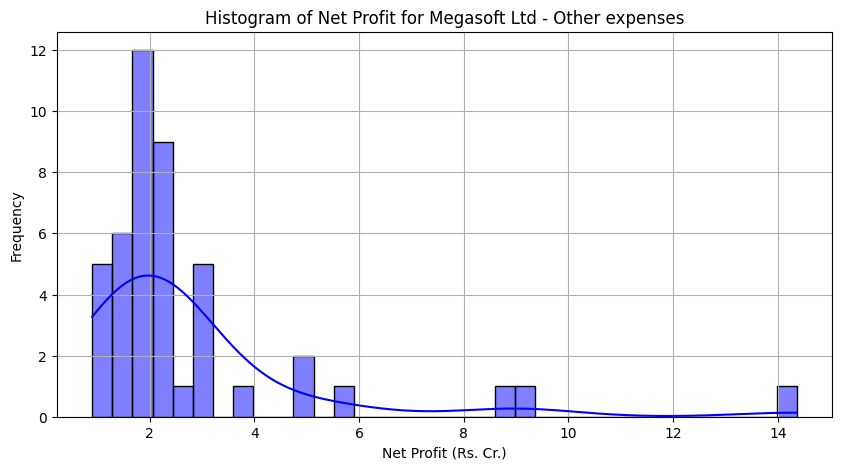 Histogram of Net Profit for Megasoft Ltd - Other expenses
12
10
8
6
4
2
0
Frequency
2 4 6 8 10 12 14
Net Profit (Rs. Cr.)